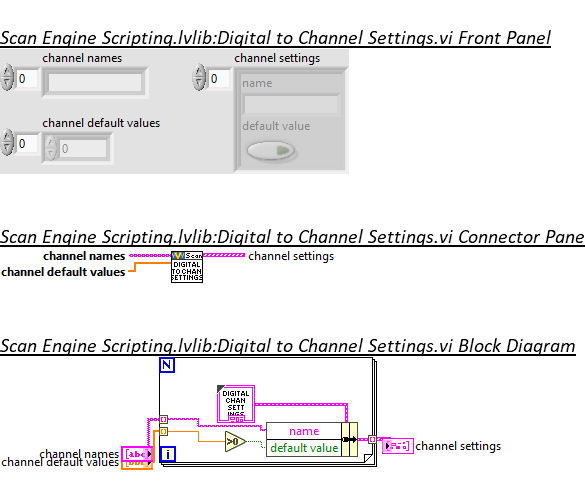 Scan Engine Scripting.lvlib:Digital to Channel Settings.vi Front Panel
channel names
channel settings
0
0
name
channel default values
default value
0
0
Scan Engine Scripting.lvlib:Digital to Channel Settings.vi Connector Pane
channel names
channel settings
channel default values
Scan
DIGITAL
TO CHAN
SETTINGS
Scan Engine Scripting.lvlib:Digital to Channel Settings.vi Block Diagram
N
DIGITAL
CHAN
SETT
INGS
name
>0
default value
i
channel names
abc
channel settings
channel default values